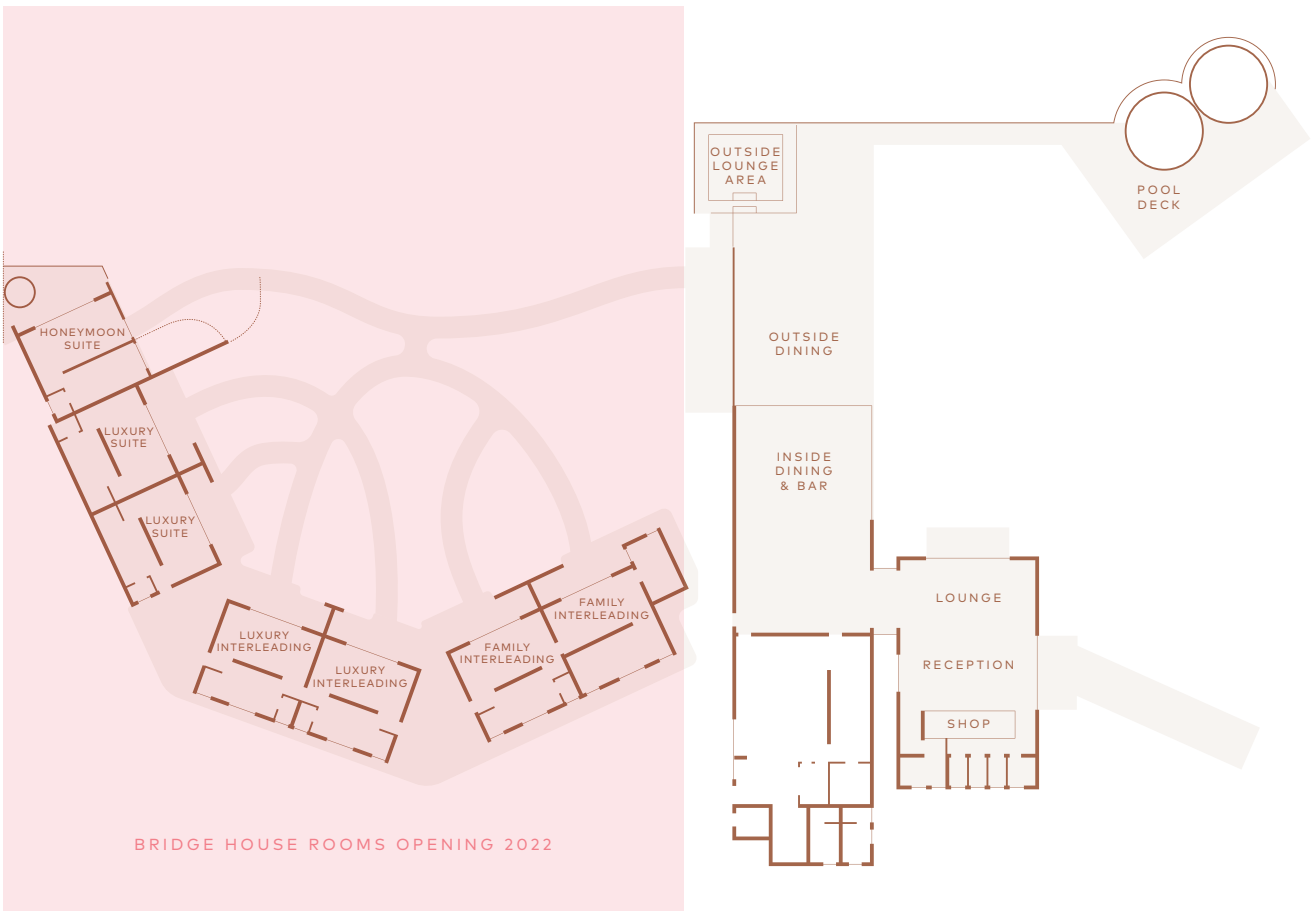 HONEYMOON
SUITE
LUXURY
SUITE
LUXURY
SUITE
LUXURY
INTERLEADING
LUXURY
INTERLEADING
FAMILY
INTERLEADING
FAMILY
INTERLEADING
BRIDGE HOUSE ROOMS OPENING 2022
OUTSIDE
LOUNGE
AREA
POOL
DECK
OUTSIDE
DINING
INSIDE
DINING
& BAR
LOUNGE
RECEPTION
SHOP